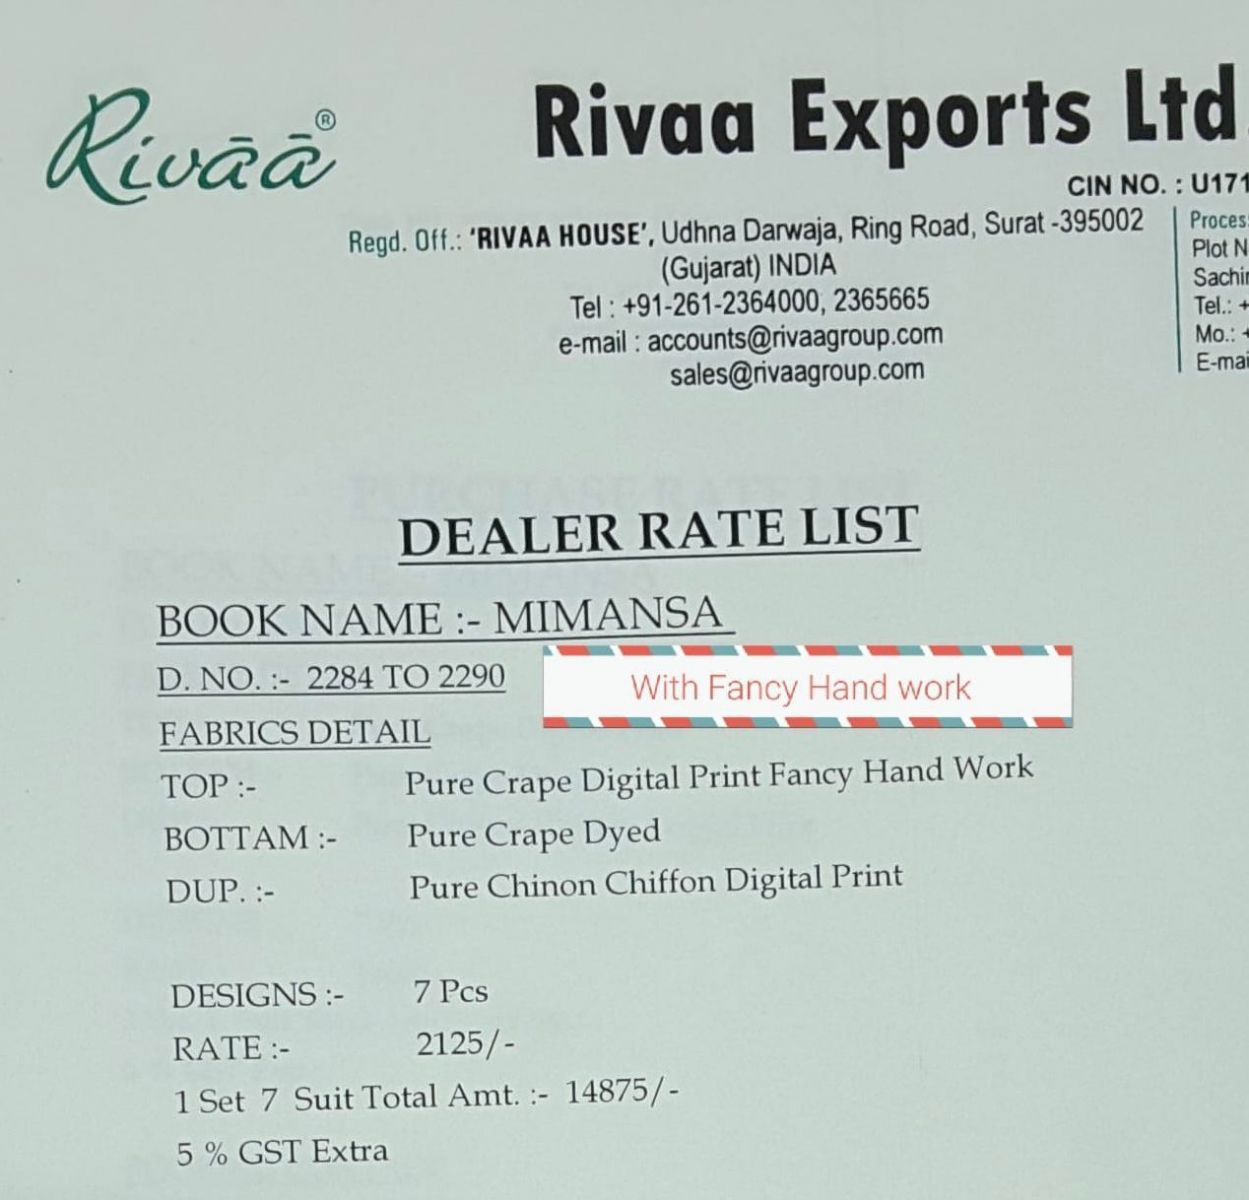 Rivāā®
Rivaa Exports Ltd.
CIN NO. : U171
Regd. Off.: 'RIVAA HOUSE', Udhna Darwaja, Ring Road, Surat -395002
(Gujarat) INDIA
Tel : +91-261-2364000, 2365665
e-mail : accounts@rivaagroup.com
sales@rivaagroup.com
Plot N
Tel.: +
Mo.: +
DEALER RATE LIST
BOOK NAME :- MIMANSA
D. NO. :- 2284 TO 2290
With Fancy Hand work
FABRICS DETAIL
TOP :- Pure Crape Digital Print Fancy Hand Work
BOTTAM :- Pure Crape Dyed
DUP. :- Pure Chinon Chiffon Digital Print
DESIGNS :- 7 Pcs
RATE :- 2125/-
1 Set 7 Suit Total Amt. :- 14875/-
5 % GST Extra